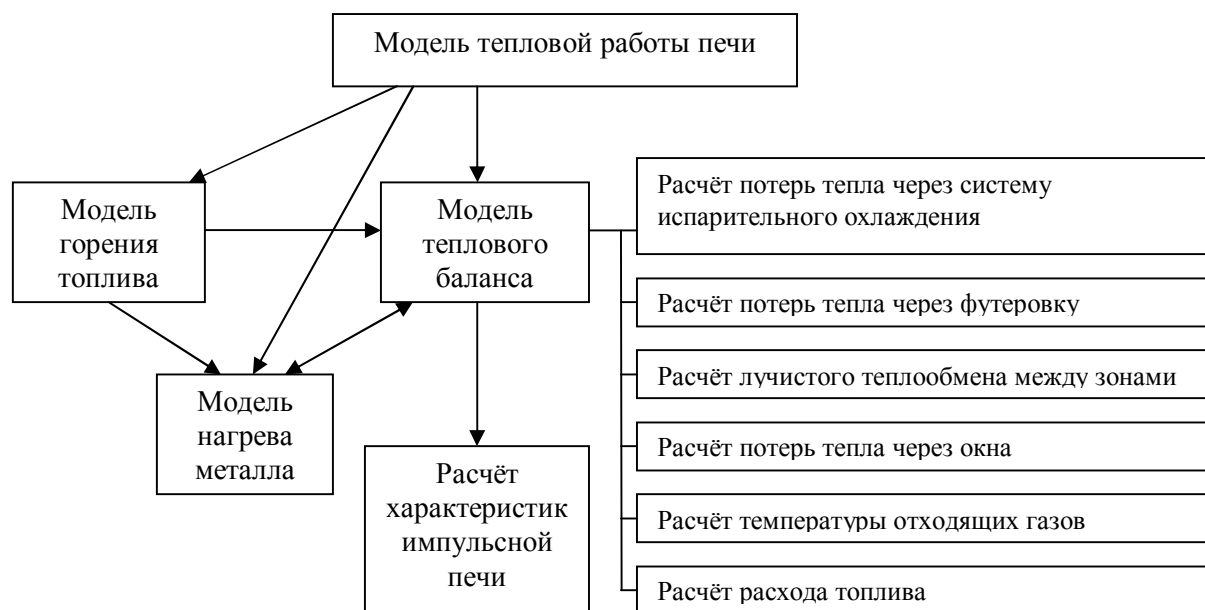 Модель тепловой работы печи
Модель
горения
топлива
Модель
теплового
баланса
Модель
нагрева
металла
Расчёт
характеристик
импульсной
печи
Расчёт потерь тепла через систему
испарительного охлаждения
Расчёт потерь тепла через футеровку
Расчёт лучистого теплообмена между зонами
Расчёт потерь тепла через окна
Расчёт температуры отходящих газов
Расчёт расхода топлива